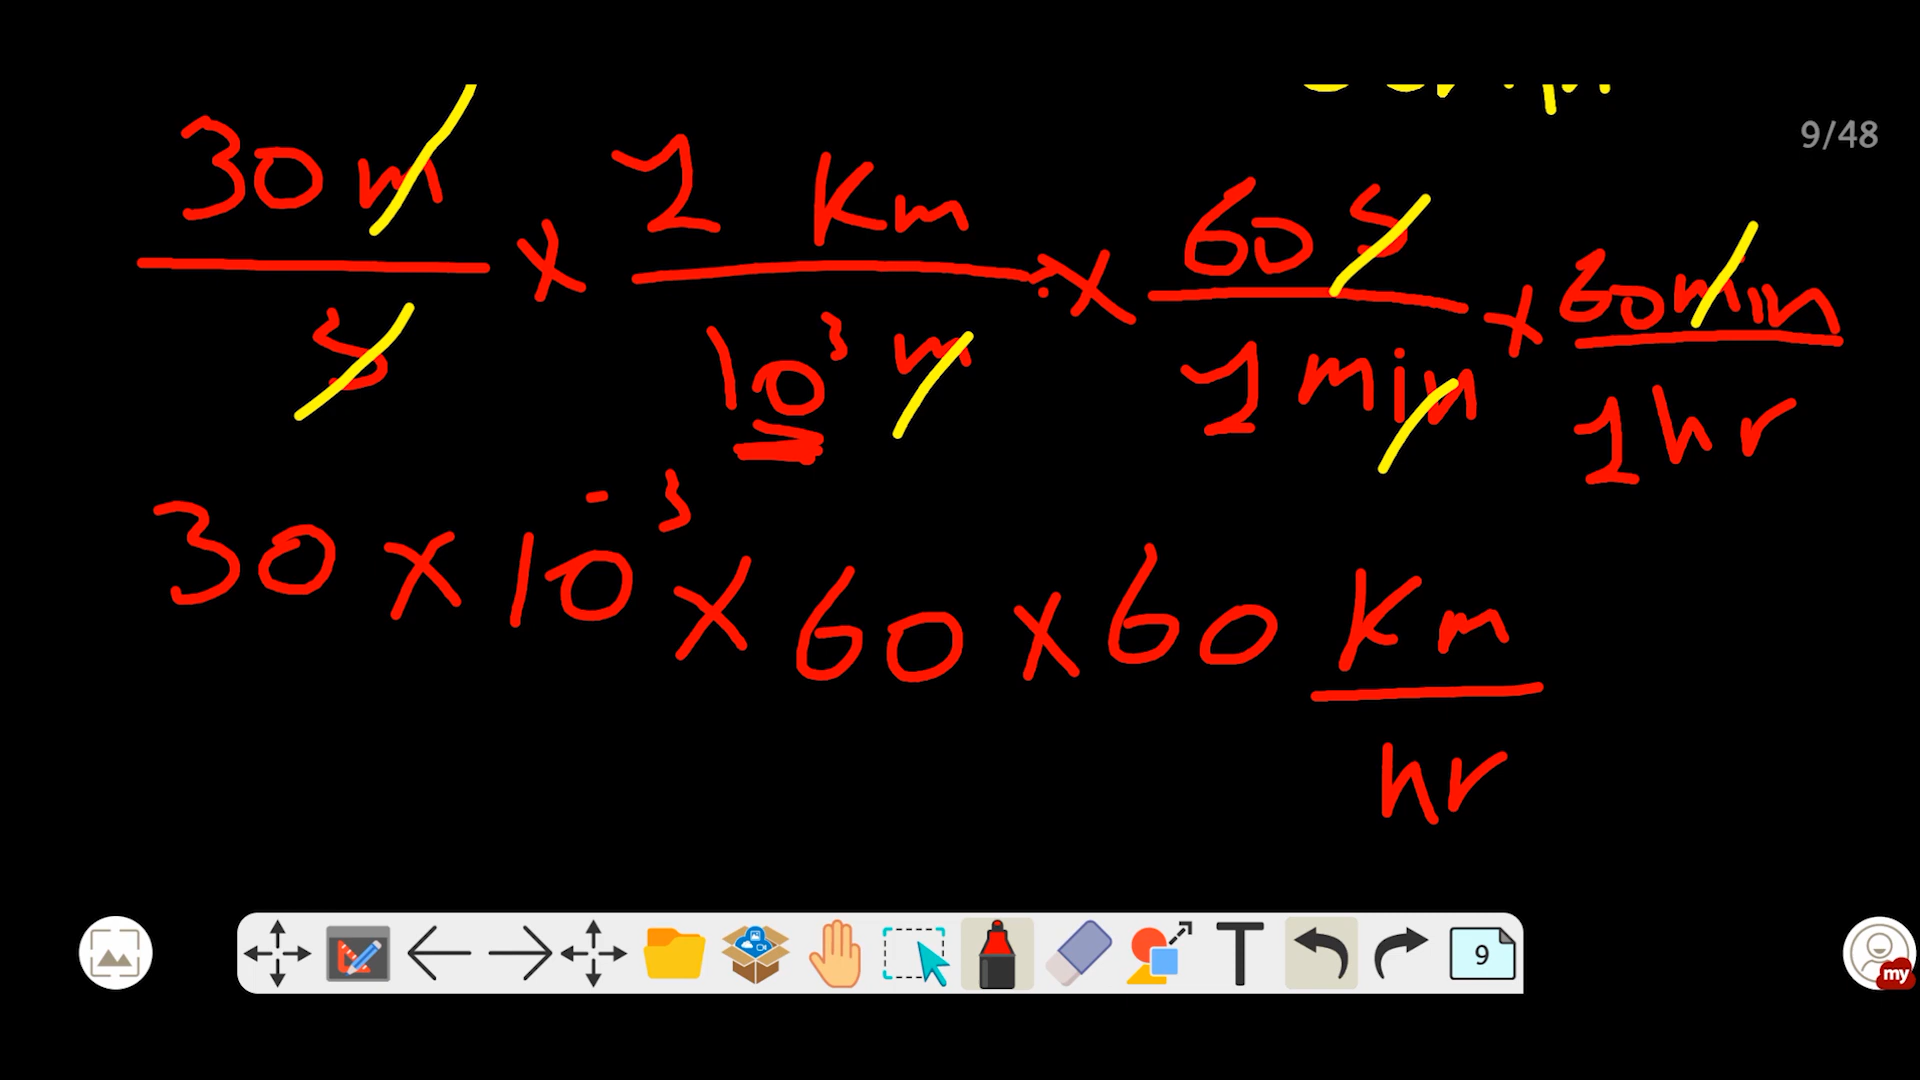 9/48
30 m / s x 1 Km / 10³ m x 60 s / 1 min x 60 min / 1 hr
30 x 10⁻³ x 60 x 60 Km / hr
T 9 my